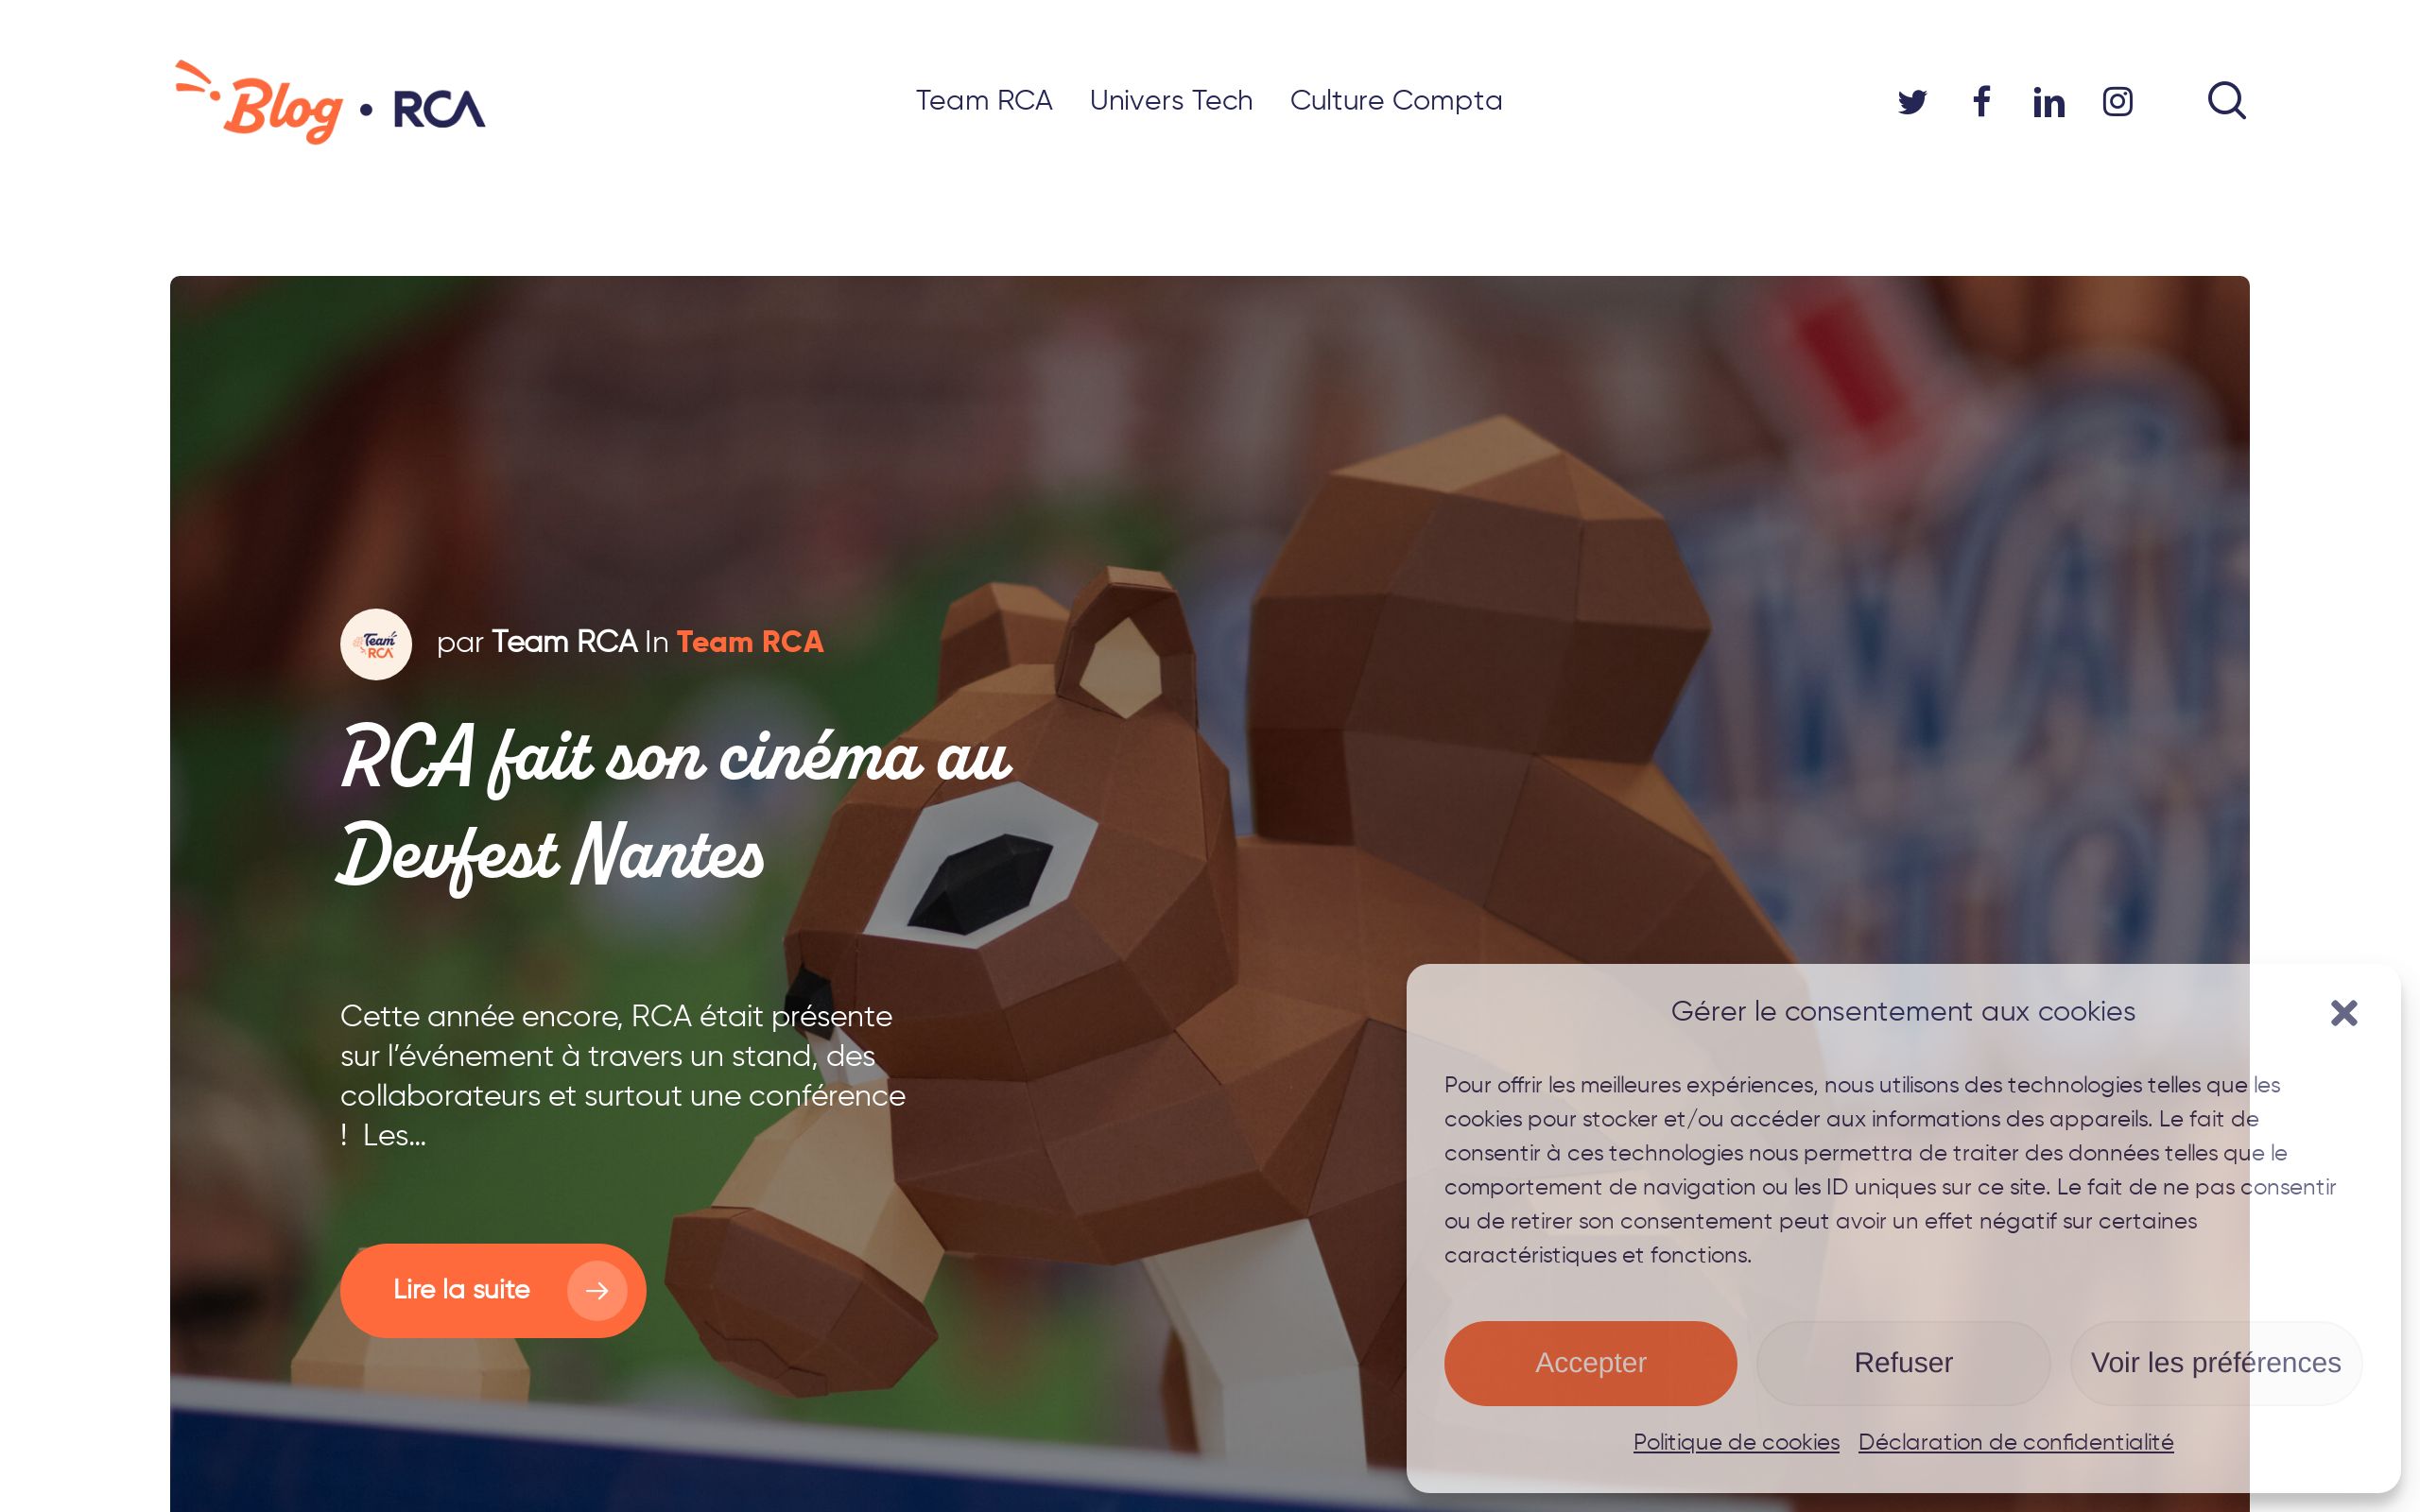 Blog • RCA
Team RCA
Univers Tech
Culture Compta
Team RCA
par Team RCA In Team RCA
RCA fait son cinéma au
Devfest Nantes
Cette année encore, RCA était présente
sur l’événement à travers un stand, des
collaborateurs et surtout une conférence
! Les...
Lire la suite
Gérer le consentement aux cookies
Pour offrir les meilleures expériences, nous utilisons des technologies telles que les
cookies pour stocker et/ou accéder aux informations des appareils. Le fait de
consentir à ces technologies nous permettra de traiter des données telles que le
comportement de navigation ou les ID uniques sur ce site. Le fait de ne pas consentir
ou de retirer son consentement peut avoir un effet négatif sur certaines
caractéristiques et fonctions.
Accepter
Refuser
Voir les préférences
Politique de cookies
Déclaration de confidentialité